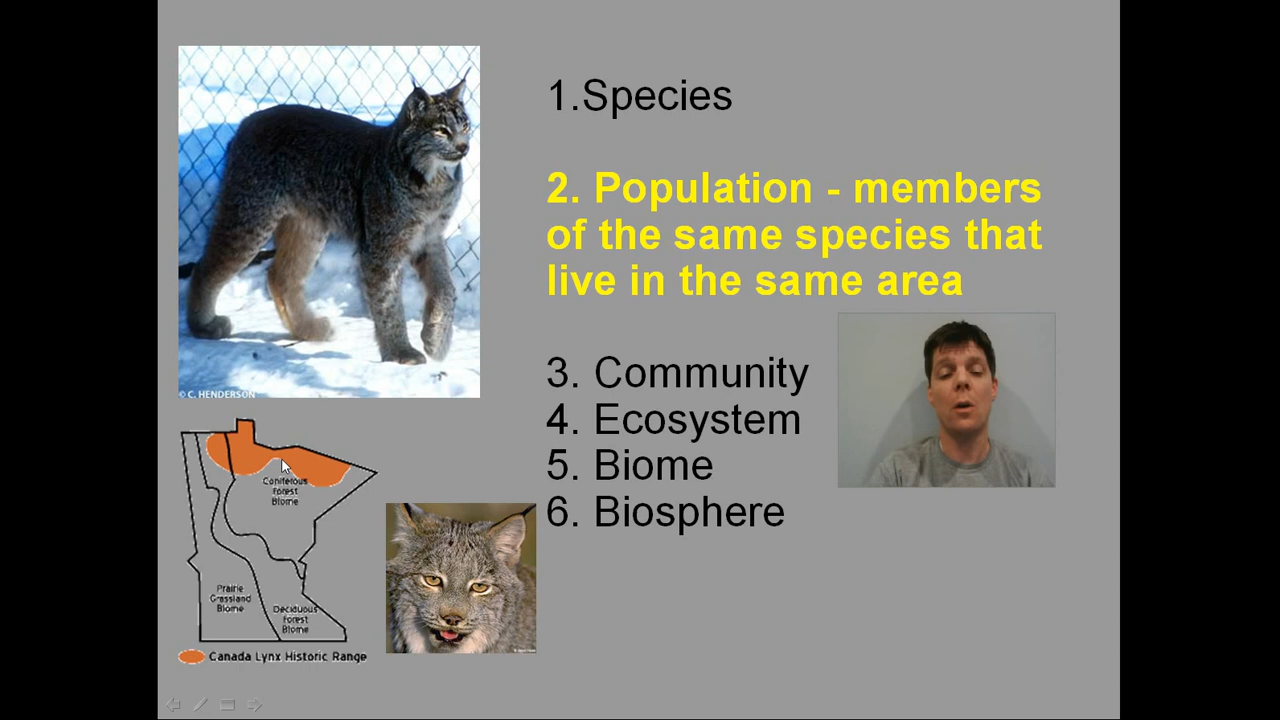 1.Species
2. Population - members
of the same species that
live in the same area
3. Community
4. Ecosystem
5. Biome
6. Biosphere
© C. HENDERSON
Coniferous
Forest
Biome
Prairie
Grassland
Biome
Deciduous
Forest
Biome
Canada Lynx Historic Range